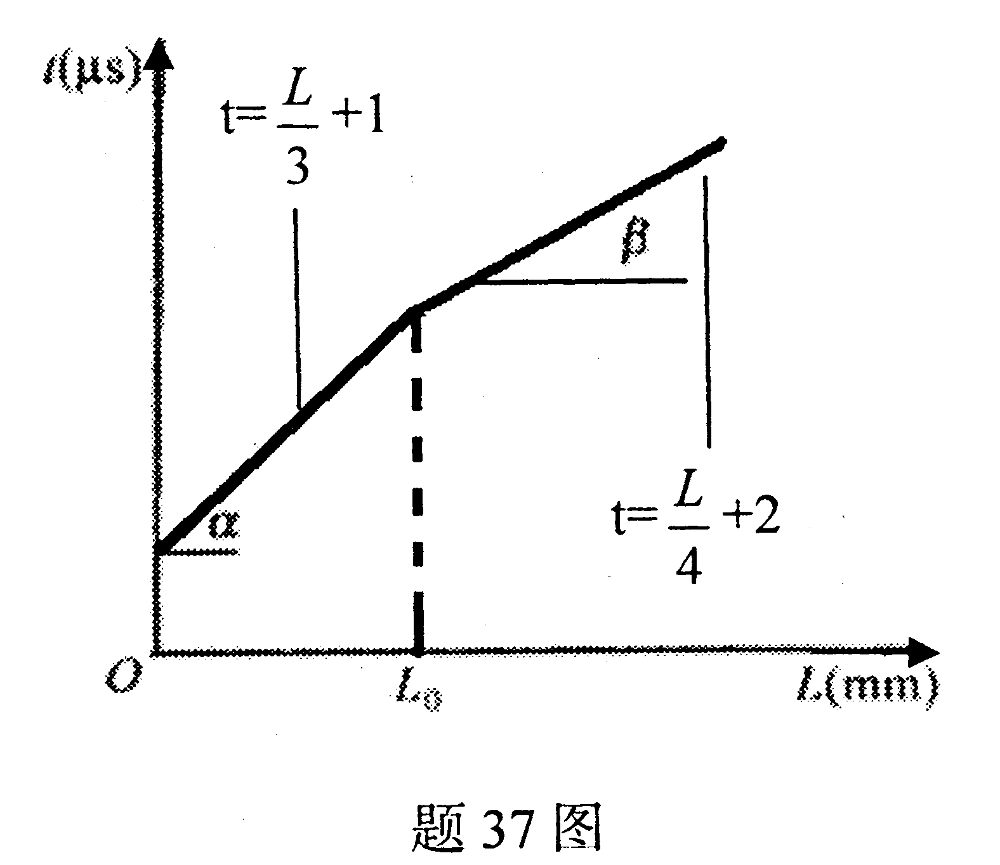 t(μs)
t=L/3+1
β
α
t=L/4+2
O
L₀
L(mm)
题 37 图